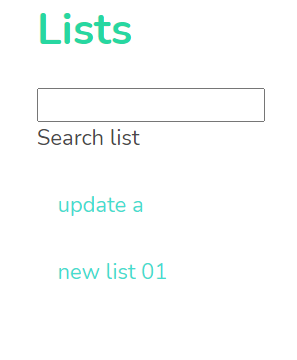 Lists
Search list
update a
new list 01